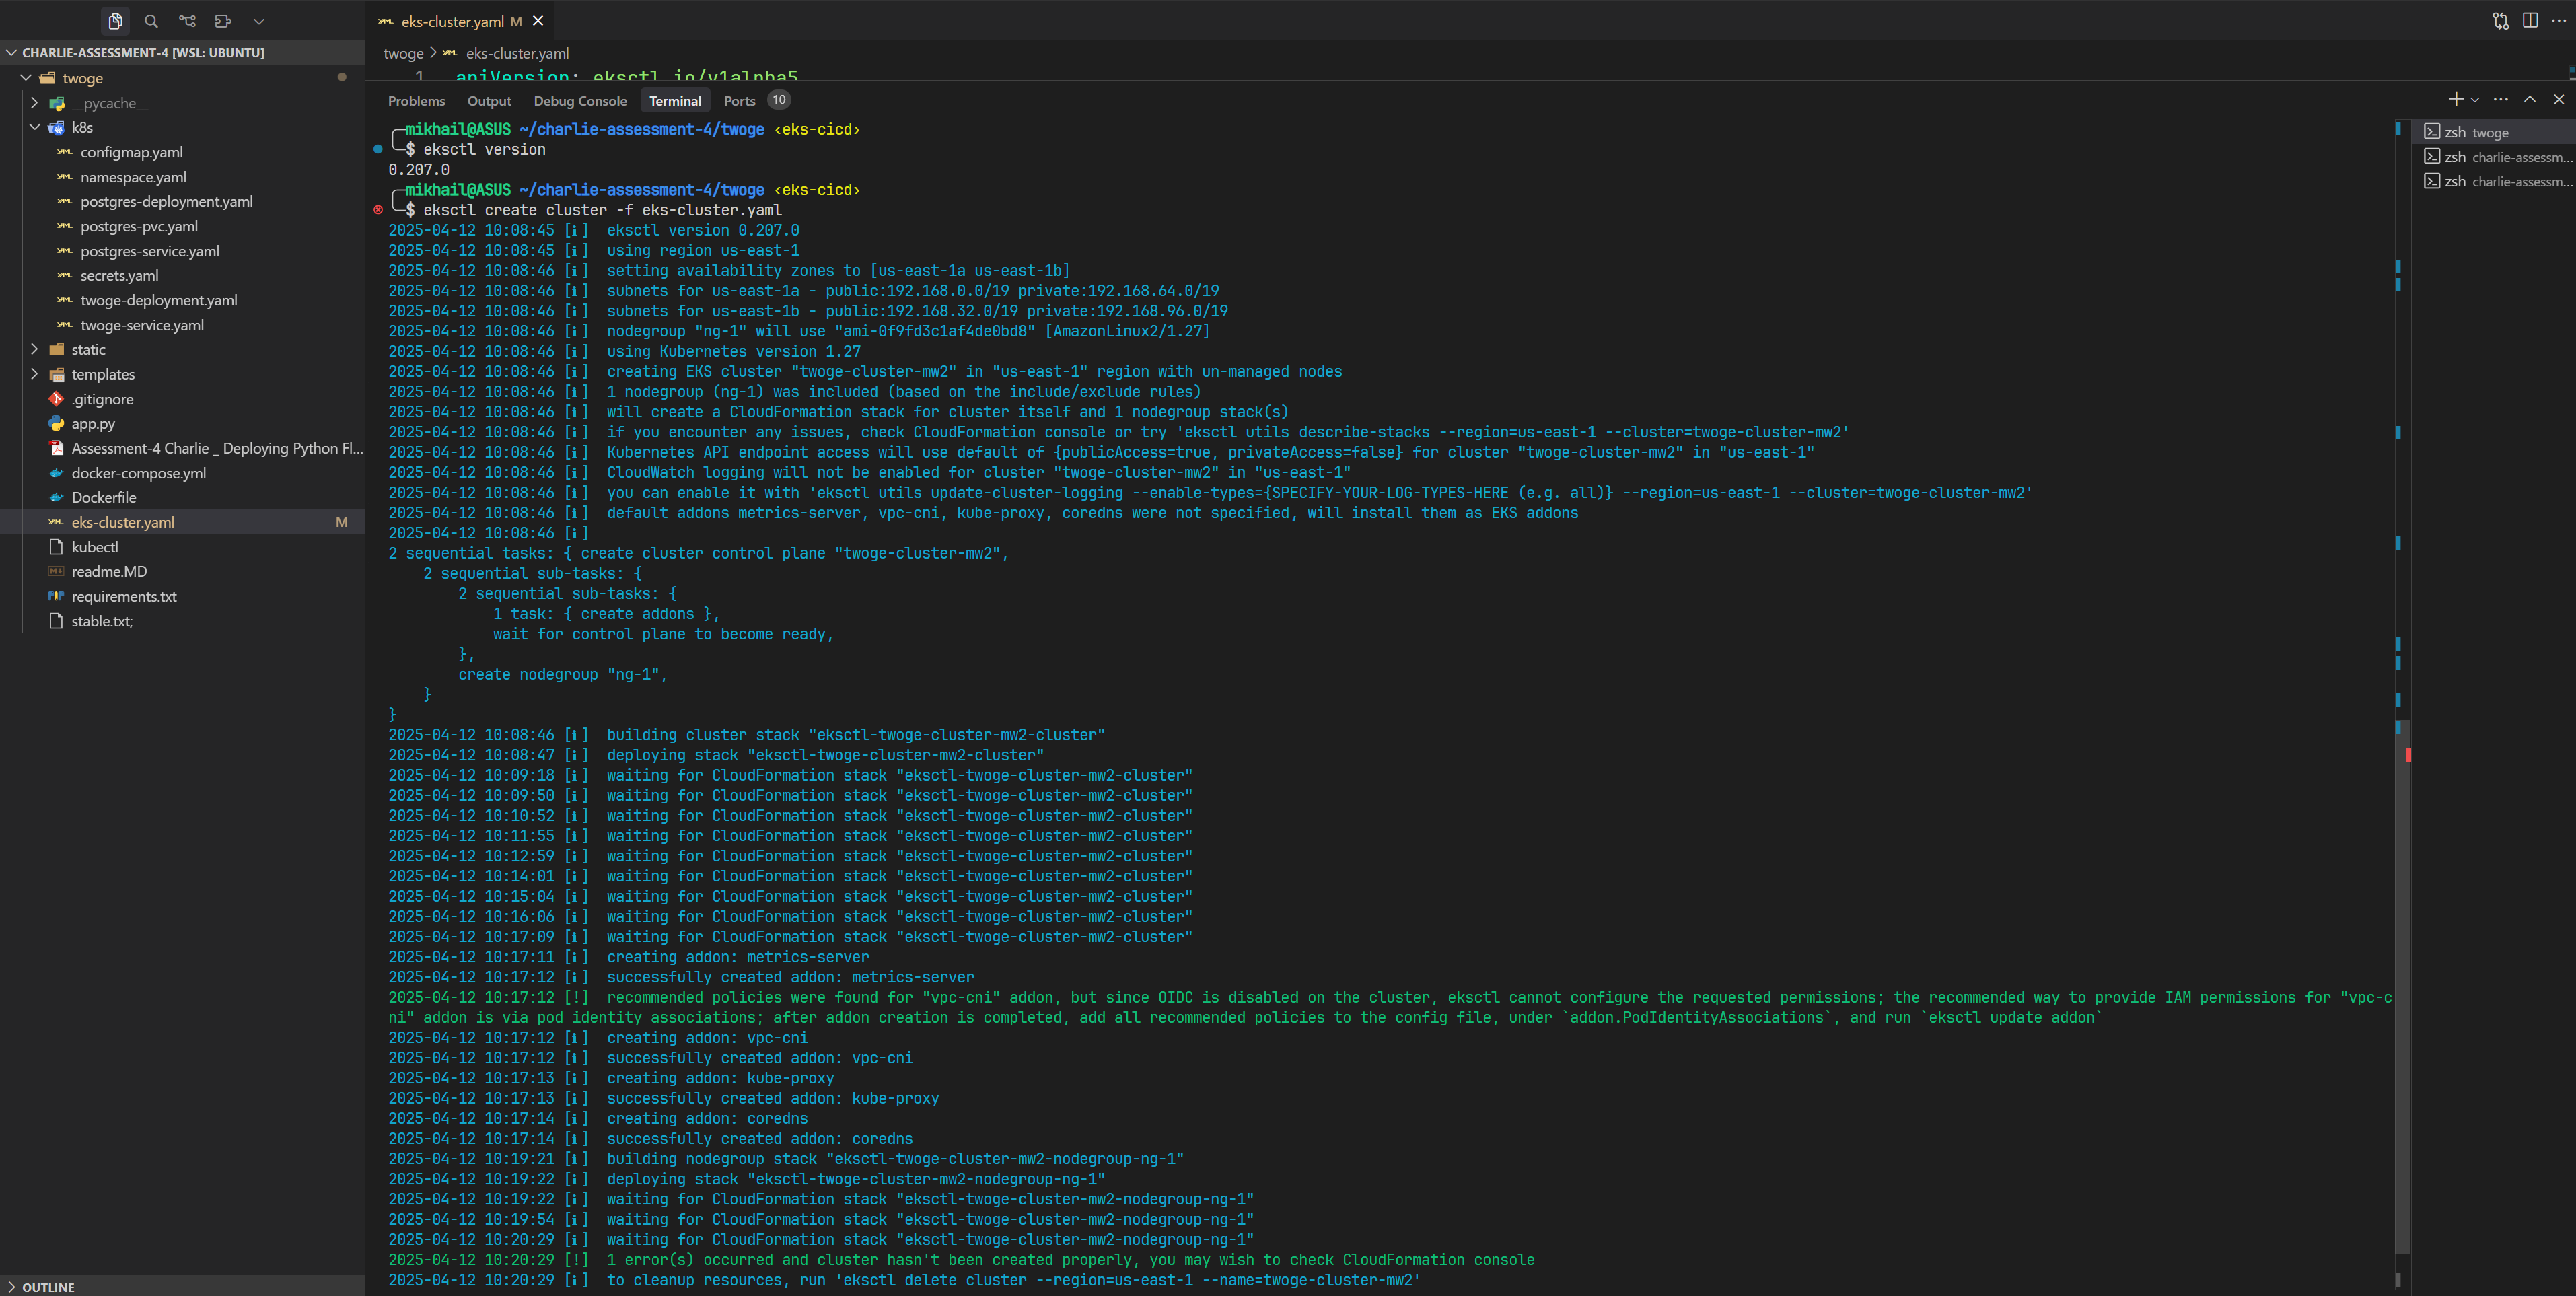 eks-cluster.yaml M
CHARLIE-ASSESSMENT-4 [WSL: UBUNTU]
twoge
__pycache__
k8s
configmap.yaml
namespace.yaml
postgres-deployment.yaml
postgres-pvc.yaml
postgres-service.yaml
secrets.yaml
twoge-deployment.yaml
twoge-service.yaml
static
templates
.gitignore
app.py
Assessment-4 Charlie _ Deploying Python Fl...
docker-compose.yml
Dockerfile
eks-cluster.yaml M
kubectl
readme.MD
requirements.txt
stable.txt;
OUTLINE
twoge > eks-cluster.yaml
1 apiVersion: eksctl.io/v1alpha5
Problems Output Debug Console Terminal Ports 10
mikhail@ASUS ~/charlie-assessment-4/twoge ‹eks-cicd›
$ eksctl version
0.207.0
mikhail@ASUS ~/charlie-assessment-4/twoge ‹eks-cicd›
$ eksctl create cluster -f eks-cluster.yaml
2025-04-12 10:08:45 [ℹ]  eksctl version 0.207.0
2025-04-12 10:08:45 [ℹ]  using region us-east-1
2025-04-12 10:08:46 [ℹ]  setting availability zones to [us-east-1a us-east-1b]
2025-04-12 10:08:46 [ℹ]  subnets for us-east-1a - public:192.168.0.0/19 private:192.168.64.0/19
2025-04-12 10:08:46 [ℹ]  subnets for us-east-1b - public:192.168.32.0/19 private:192.168.96.0/19
2025-04-12 10:08:46 [ℹ]  nodegroup "ng-1" will use "ami-0f9fd3c1af4de0bd8" [AmazonLinux2/1.27]
2025-04-12 10:08:46 [ℹ]  using Kubernetes version 1.27
2025-04-12 10:08:46 [ℹ]  creating EKS cluster "twoge-cluster-mw2" in "us-east-1" region with un-managed nodes
2025-04-12 10:08:46 [ℹ]  1 nodegroup (ng-1) was included (based on the include/exclude rules)
2025-04-12 10:08:46 [ℹ]  will create a CloudFormation stack for cluster itself and 1 nodegroup stack(s)
2025-04-12 10:08:46 [ℹ]  if you encounter any issues, check CloudFormation console or try 'eksctl utils describe-stacks --region=us-east-1 --cluster=twoge-cluster-mw2'
2025-04-12 10:08:46 [ℹ]  Kubernetes API endpoint access will use default of {publicAccess=true, privateAccess=false} for cluster "twoge-cluster-mw2" in "us-east-1"
2025-04-12 10:08:46 [ℹ]  CloudWatch logging will not be enabled for cluster "twoge-cluster-mw2" in "us-east-1"
2025-04-12 10:08:46 [ℹ]  you can enable it with 'eksctl utils update-cluster-logging --enable-types={SPECIFY-YOUR-LOG-TYPES-HERE (e.g. all)} --region=us-east-1 --cluster=twoge-cluster-mw2'
2025-04-12 10:08:46 [ℹ]  default addons metrics-server, vpc-cni, kube-proxy, coredns were not specified, will install them as EKS addons
2025-04-12 10:08:46 [ℹ]
2 sequential tasks: { create cluster control plane "twoge-cluster-mw2",
2 sequential sub-tasks: {
2 sequential sub-tasks: {
1 task: { create addons },
wait for control plane to become ready,
},
create nodegroup "ng-1",
}
}
2025-04-12 10:08:46 [ℹ]  building cluster stack "eksctl-twoge-cluster-mw2-cluster"
2025-04-12 10:08:47 [ℹ]  deploying stack "eksctl-twoge-cluster-mw2-cluster"
2025-04-12 10:09:18 [ℹ]  waiting for CloudFormation stack "eksctl-twoge-cluster-mw2-cluster"
2025-04-12 10:09:50 [ℹ]  waiting for CloudFormation stack "eksctl-twoge-cluster-mw2-cluster"
2025-04-12 10:10:52 [ℹ]  waiting for CloudFormation stack "eksctl-twoge-cluster-mw2-cluster"
2025-04-12 10:11:55 [ℹ]  waiting for CloudFormation stack "eksctl-twoge-cluster-mw2-cluster"
2025-04-12 10:12:59 [ℹ]  waiting for CloudFormation stack "eksctl-twoge-cluster-mw2-cluster"
2025-04-12 10:14:01 [ℹ]  waiting for CloudFormation stack "eksctl-twoge-cluster-mw2-cluster"
2025-04-12 10:15:04 [ℹ]  waiting for CloudFormation stack "eksctl-twoge-cluster-mw2-cluster"
2025-04-12 10:16:06 [ℹ]  waiting for CloudFormation stack "eksctl-twoge-cluster-mw2-cluster"
2025-04-12 10:17:09 [ℹ]  waiting for CloudFormation stack "eksctl-twoge-cluster-mw2-cluster"
2025-04-12 10:17:11 [ℹ]  creating addon: metrics-server
2025-04-12 10:17:12 [ℹ]  successfully created addon: metrics-server
2025-04-12 10:17:12 [!]  recommended policies were found for "vpc-cni" addon, but since OIDC is disabled on the cluster, eksctl cannot configure the requested permissions; the recommended way to provide IAM permissions for "vpc-c
ni" addon is via pod identity associations; after addon creation is completed, add all recommended policies to the config file, under `addon.PodIdentityAssociations`, and run `eksctl update addon`
2025-04-12 10:17:12 [ℹ]  creating addon: vpc-cni
2025-04-12 10:17:12 [ℹ]  successfully created addon: vpc-cni
2025-04-12 10:17:13 [ℹ]  creating addon: kube-proxy
2025-04-12 10:17:13 [ℹ]  successfully created addon: kube-proxy
2025-04-12 10:17:14 [ℹ]  creating addon: coredns
2025-04-12 10:17:14 [ℹ]  successfully created addon: coredns
2025-04-12 10:19:21 [ℹ]  building nodegroup stack "eksctl-twoge-cluster-mw2-nodegroup-ng-1"
2025-04-12 10:19:22 [ℹ]  deploying stack "eksctl-twoge-cluster-mw2-nodegroup-ng-1"
2025-04-12 10:19:22 [ℹ]  waiting for CloudFormation stack "eksctl-twoge-cluster-mw2-nodegroup-ng-1"
2025-04-12 10:19:54 [ℹ]  waiting for CloudFormation stack "eksctl-twoge-cluster-mw2-nodegroup-ng-1"
2025-04-12 10:20:29 [ℹ]  waiting for CloudFormation stack "eksctl-twoge-cluster-mw2-nodegroup-ng-1"
2025-04-12 10:20:29 [!]  1 error(s) occurred and cluster hasn't been created properly, you may wish to check CloudFormation console
2025-04-12 10:20:29 [ℹ]  to cleanup resources, run 'eksctl delete cluster --region=us-east-1 --name=twoge-cluster-mw2'
zsh twoge
zsh charlie-assessm...
zsh charlie-assessm...